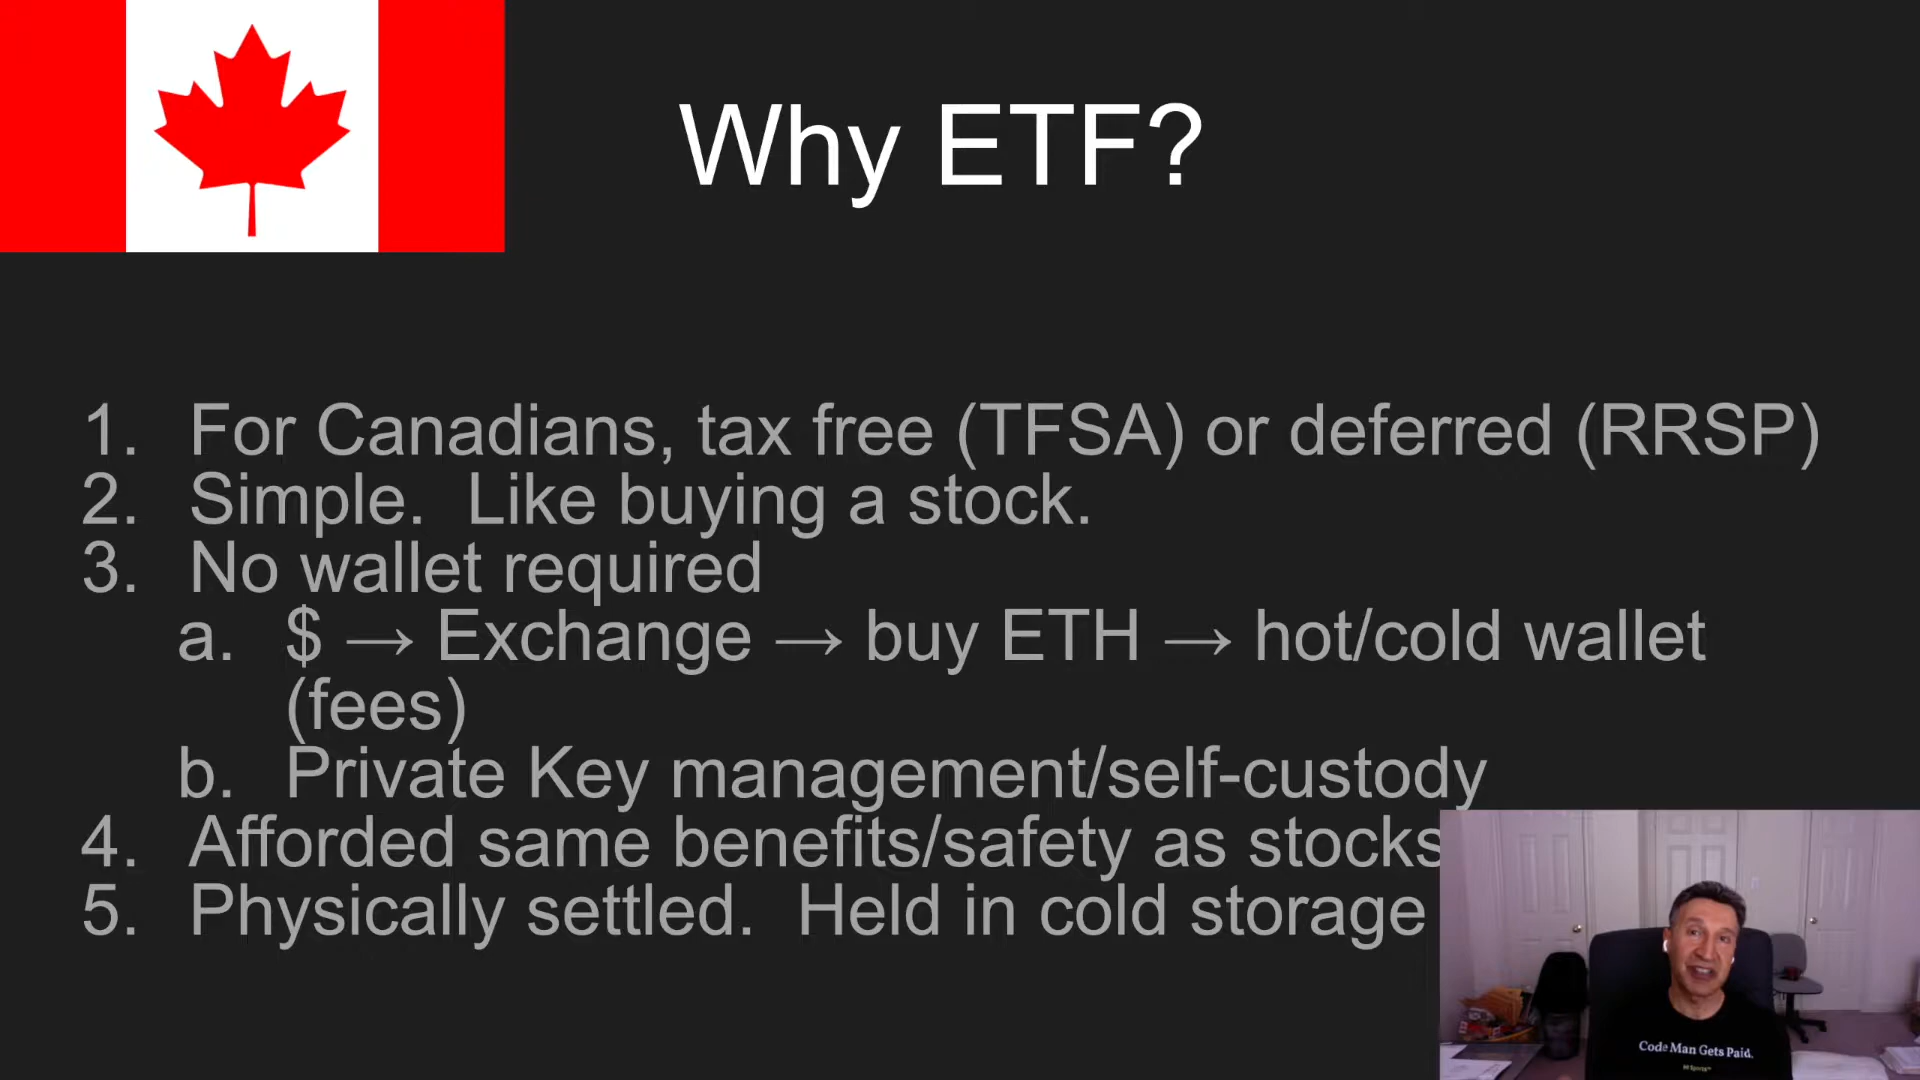 Why ETF?
1. For Canadians, tax free (TFSA) or deferred (RRSP)
2. Simple. Like buying a stock.
3. No wallet required
a. $ → Exchange → buy ETH → hot/cold wallet
(fees)
b. Private Key management/self-custody
4. Afforded same benefits/safety as stocks
5. Physically settled. Held in cold storage
Code Man Gets Paid.